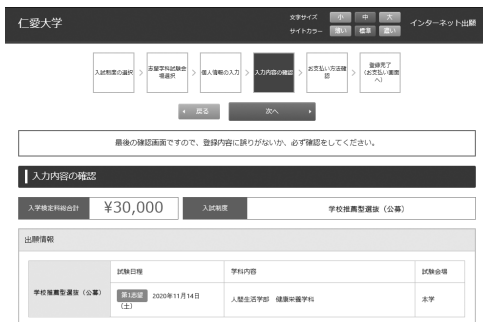 仁愛大学
文字サイズ 小 中 大
サイトカラー 薄い 標準 濃い
インターネット出願
入試制度の選択 > 志望学科試験会場選択 > 個人情報の入力 > 入力内容の確認 > お支払い方法確認 > 登録完了（お支払い画面へ）
戻る 次へ
最後の確認画面ですので、登録内容に誤りがないか、必ず確認をしてください。
入力内容の確認
入学検定料総合計 ¥30,000 入試制度 学校推薦型選抜（公募）
出願情報
試験日程 学科内容 試験会場
学校推薦型選抜（公募） 第1志望 2020年11月14日 人間生活学部 健康栄養学科 本学
（土）